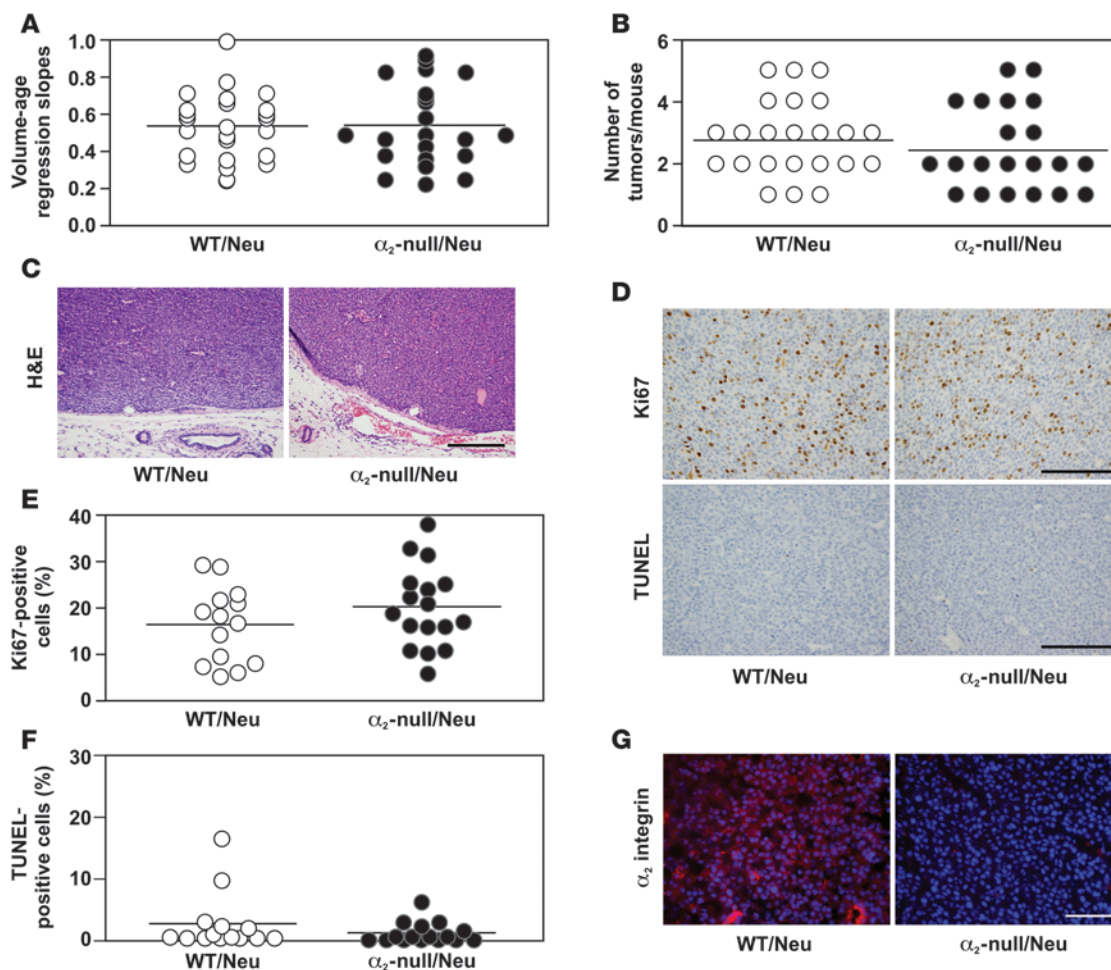 A
Volume-age
regression slopes
1.0
0.8
0.6
0.4
0.2
0.0
WT/Neu
α₂-null/Neu
B
Number of
tumors/mouse
6
4
2
0
WT/Neu
α₂-null/Neu
C
H&E
WT/Neu
α₂-null/Neu
D
Ki67
TUNEL
WT/Neu
α₂-null/Neu
E
Ki67-positive
cells (%)
40
30
20
10
0
WT/Neu
α₂-null/Neu
F
TUNEL-
positive cells (%)
30
20
10
0
WT/Neu
α₂-null/Neu
G
α₂ integrin
WT/Neu
α₂-null/Neu